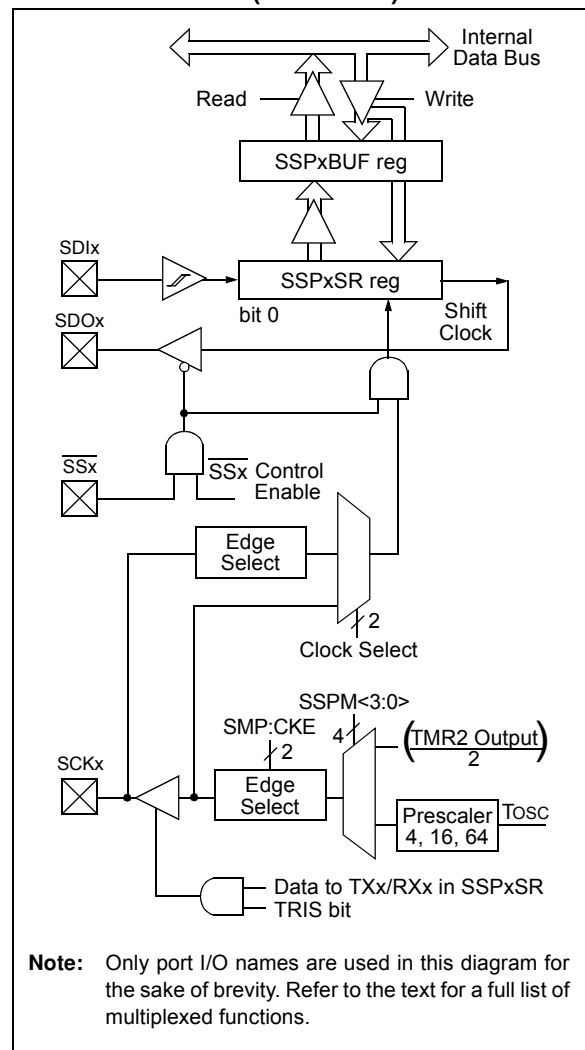 Internal
Data Bus
Read
Write
SSPxBUF reg
SDIx
SSPxSR reg
bit 0
Shift
Clock
SDOx
SSx
SSx Control
Enable
Edge
Select
2
Clock Select
SSPM<3:0>
SMP:CKE
4
2
(TMR2 Output)
2
SCKx
Edge
Select
Prescaler
4, 16, 64
TOSC
Data to TXx/RXx in SSPxSR
TRIS bit
Note: Only port I/O names are used in this diagram for
the sake of brevity. Refer to the text for a full list of
multiplexed functions.